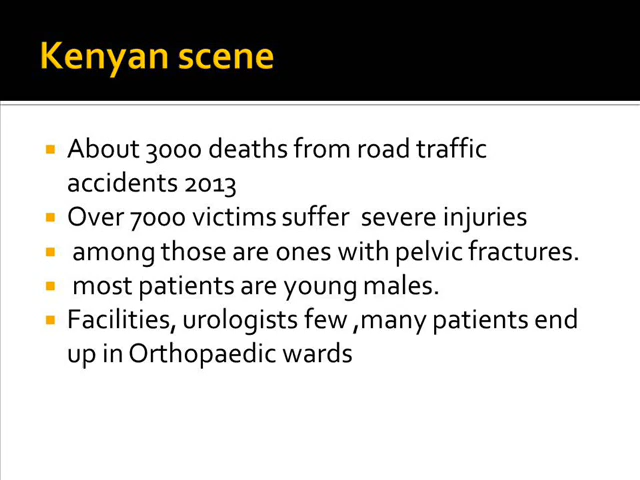 Kenyan scene
About 3000 deaths from road traffic
accidents 2013
Over 7000 victims suffer severe injuries
among those are ones with pelvic fractures.
most patients are young males.
Facilities, urologists few ,many patients end
up in Orthopaedic wards